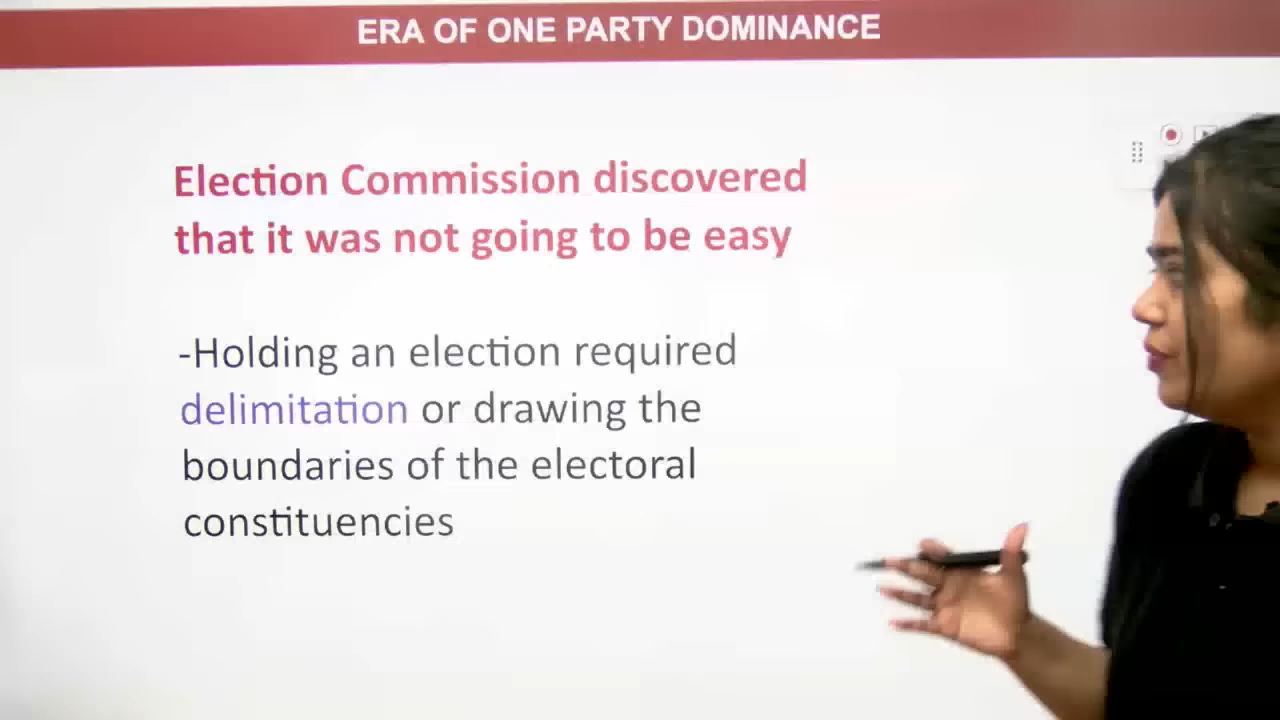 ERA OF ONE PARTY DOMINANCE
Election Commission discovered
that it was not going to be easy
-Holding an election required
delimitation or drawing the
boundaries of the electoral
constituencies